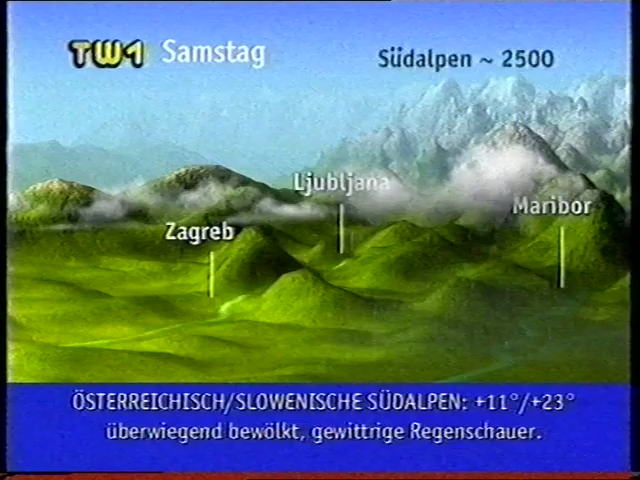 TW1 Samstag
Südalpen ~ 2500
Ljubljana
Maribor
Zagreb
ÖSTERREICHISCH/SLOWENISCHE SÜDALPEN: +11°/+23°
überwiegend bewölkt, gewittrige Regenschauer.